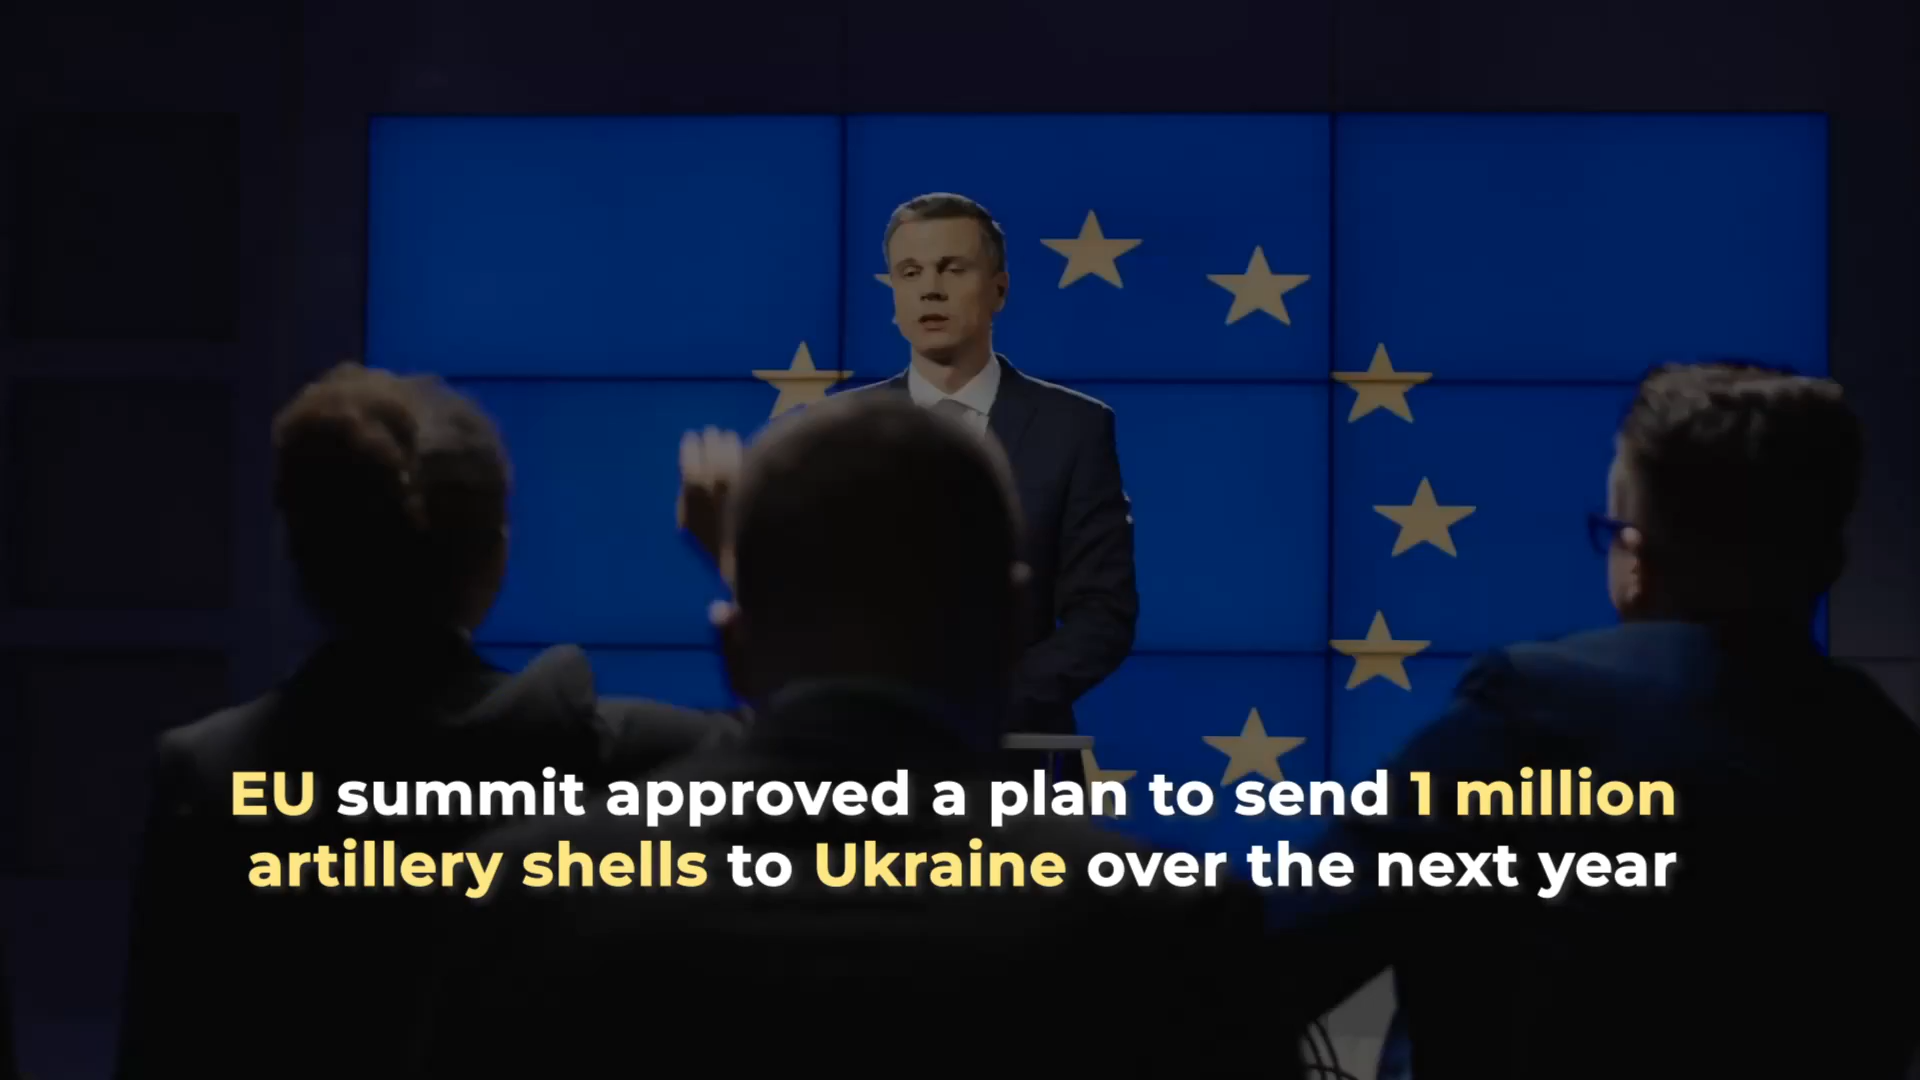 EU summit approved a plan to send 1 million
artillery shells to Ukraine over the next year